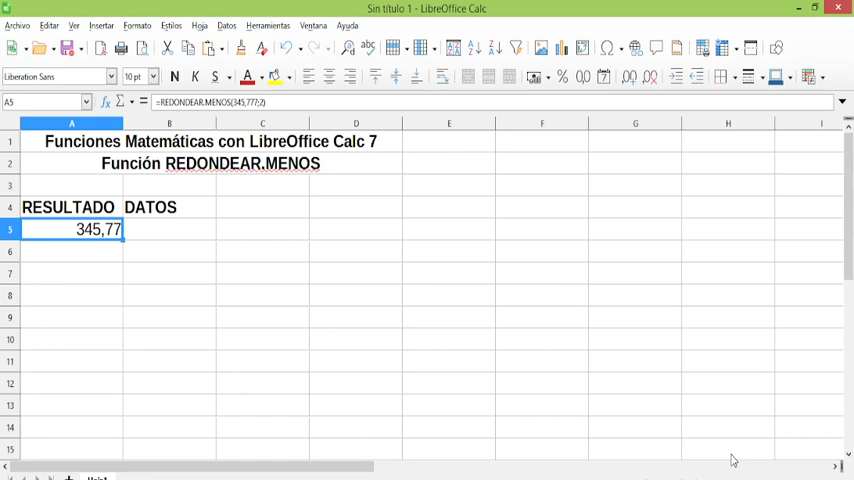 Sin título 1 - LibreOffice Calc
Archivo Editar Ver Insertar Formato Estilos Hoja Datos Herramientas Ventana Ayuda
Liberation Sans 10 pt N K S A
A5 =REDONDEAR.MENOS(345,777;2)
A B C D E F G H I
1 Funciones Matemáticas con LibreOffice Calc 7
2 Función REDONDEAR.MENOS
3
4 RESULTADO DATOS
5 345,77
6
7
8
9
10
11
12
13
14
15
Hoja1